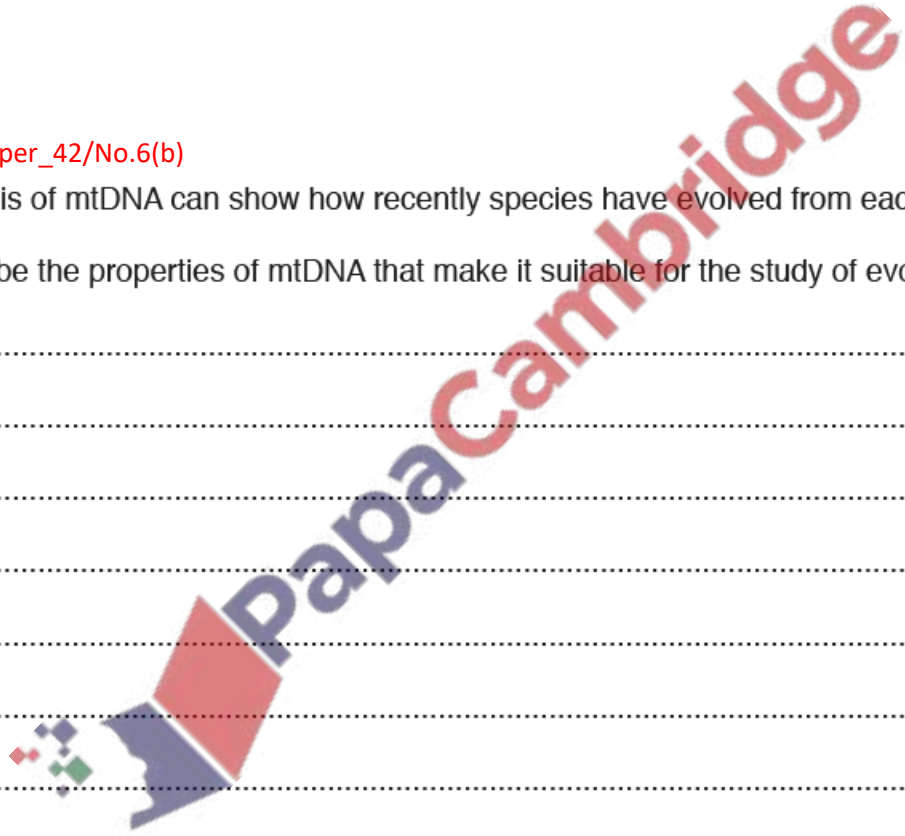 per_42/No.6(b)
is of mtDNA can show how recently species have evolved from eac
be the properties of mtDNA that make it suitable for the study of evo
PapaCambridge